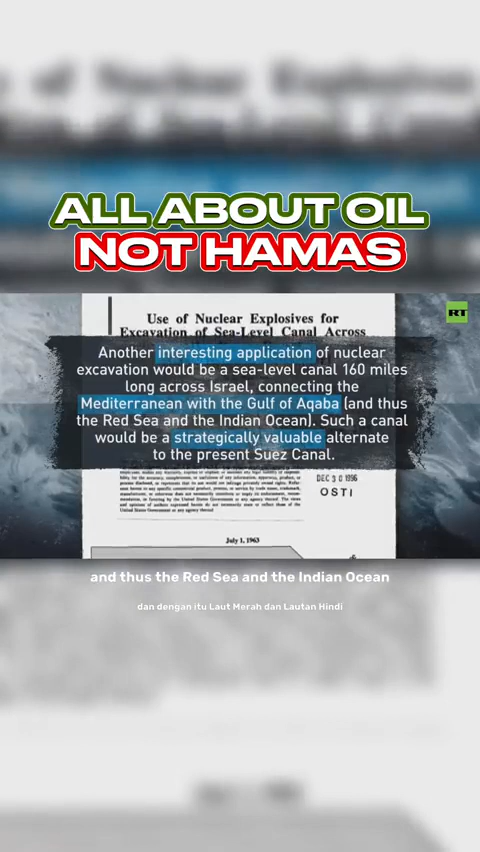 ALL ABOUT OIL
NOT HAMAS
RT
Use of Nuclear Explosives for
Excavation of Sea-Level Canal Across
Another interesting application of nuclear
excavation would be a sea-level canal 160 miles
long across Israel, connecting the
Mediterranean with the Gulf of Aqaba (and thus
the Red Sea and the Indian Ocean). Such a canal
would be a strategically valuable alternate
to the present Suez Canal.
DEC 30 1996
OSTI
July 1, 1963
and thus the Red Sea and the Indian Ocean
dan dengan itu Laut Merah dan Lautan Hindi